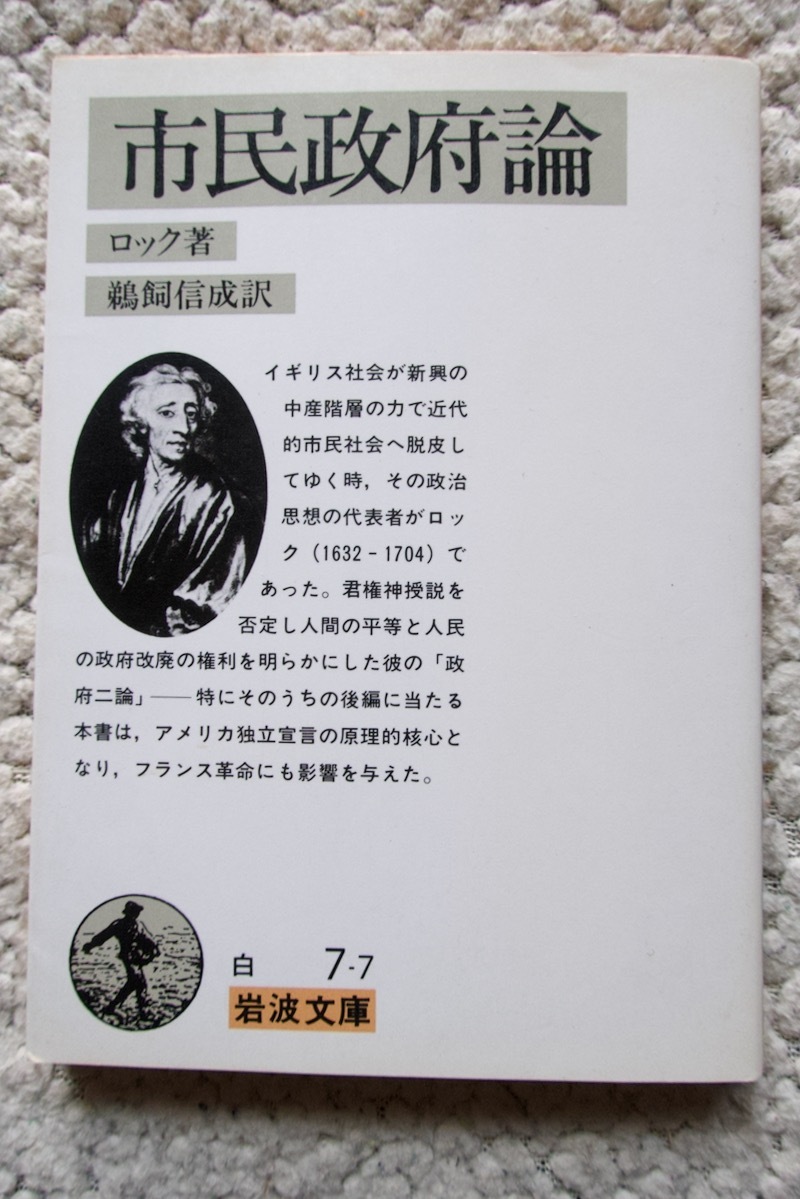 市民政府論
ロック著
鵜飼信成訳
イギリス社会が新興の
中産階層の力で近代
的市民社会へ脱皮し
てゆく時，その政治
思想の代表者がロッ
ク（1632－1704）で
あった。君権神授説を
否定し人間の平等と人民
の政府改廃の権利を明らかにした彼の「政
府二論」――特にそのうちの後編に当たる
本書は，アメリカ独立宣言の原理的核心と
なり，フランス革命にも影響を与えた。
白 7-7
岩波文庫